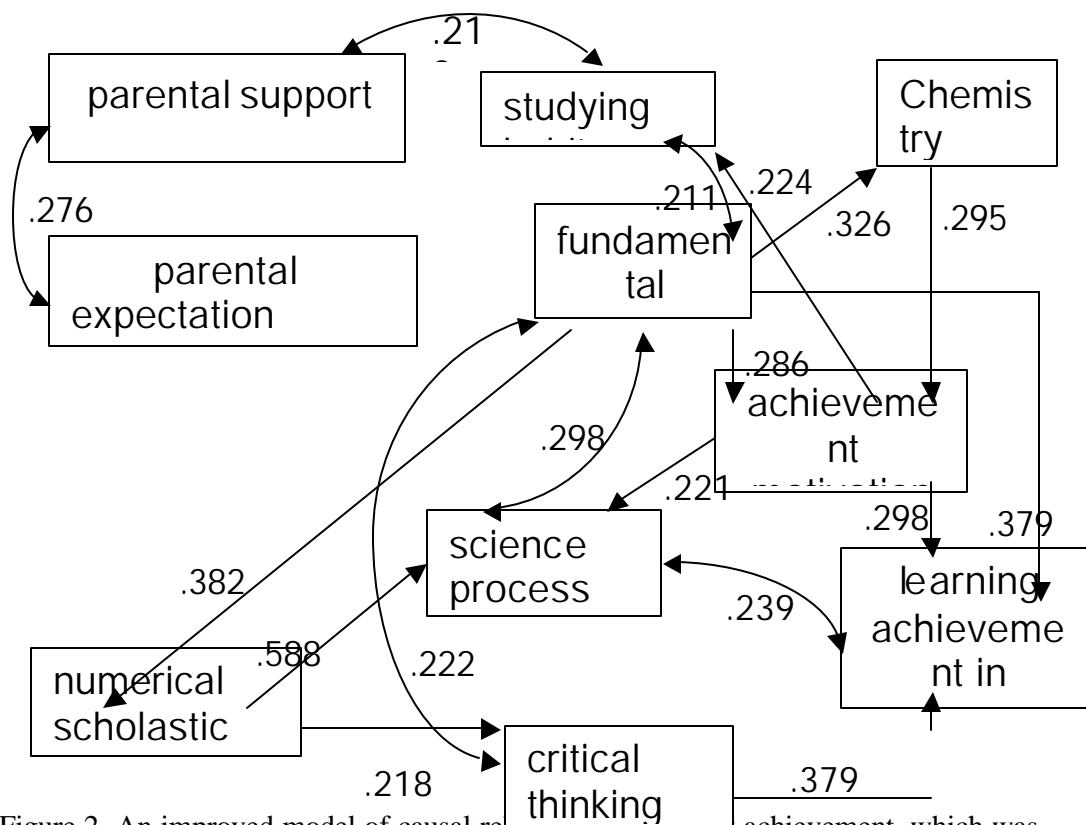 .21
parental support
studying
Chemis
try
.224
.276
.211
.326
.295
fundamen
tal
parental
expectation
.286
achieveme
nt
motivation
.298
.221
.298
.379
science
process
learning
achieveme
nt in
.382
.239
.588
.222
numerical
scholastic
critical
thinking
.218
.379
Figure 2. An improved model of causal re
achievement, which was